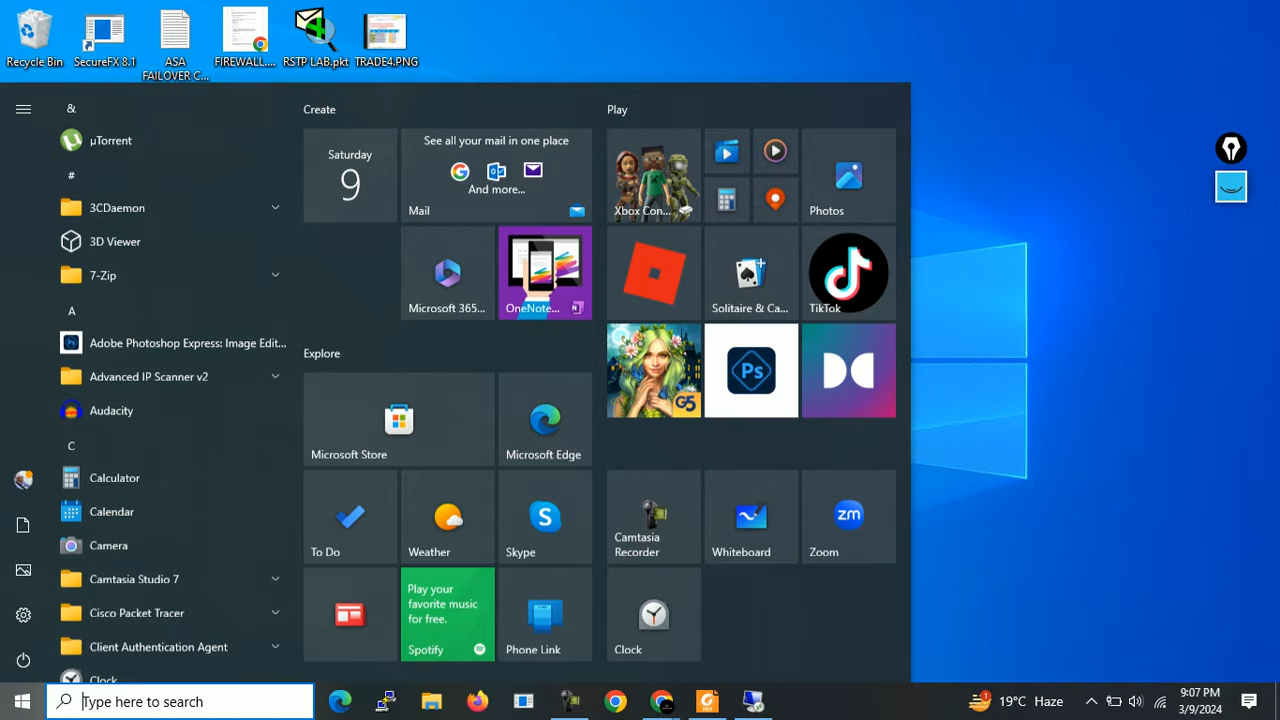 Recycle Bin
SecureFX 8.1
ASA
FAILOVER C...
FIREWALL....
RSTP LAB.pkt
TRADE4.PNG
&
µTorrent
#
3CDaemon
3D Viewer
7-Zip
A
Adobe Photoshop Express: Image Edit...
Advanced IP Scanner v2
Audacity
C
Calculator
Calendar
Camera
Camtasia Studio 7
Cisco Packet Tracer
Client Authentication Agent
Clock
Create
Saturday
9
See all your mail in one place
And more...
Mail
Microsoft 365...
OneNote...
Explore
Microsoft Store
Microsoft Edge
To Do
Weather
Skype
Play your
favorite music
for free.
Spotify
Phone Link
Play
Xbox Con...
Photos
Solitaire & Ca...
TikTok
G5
Ps
Camtasia
Recorder
Whiteboard
zm
Zoom
Clock
Type here to search
1
19°C Haze
9:07 PM
3/9/2024